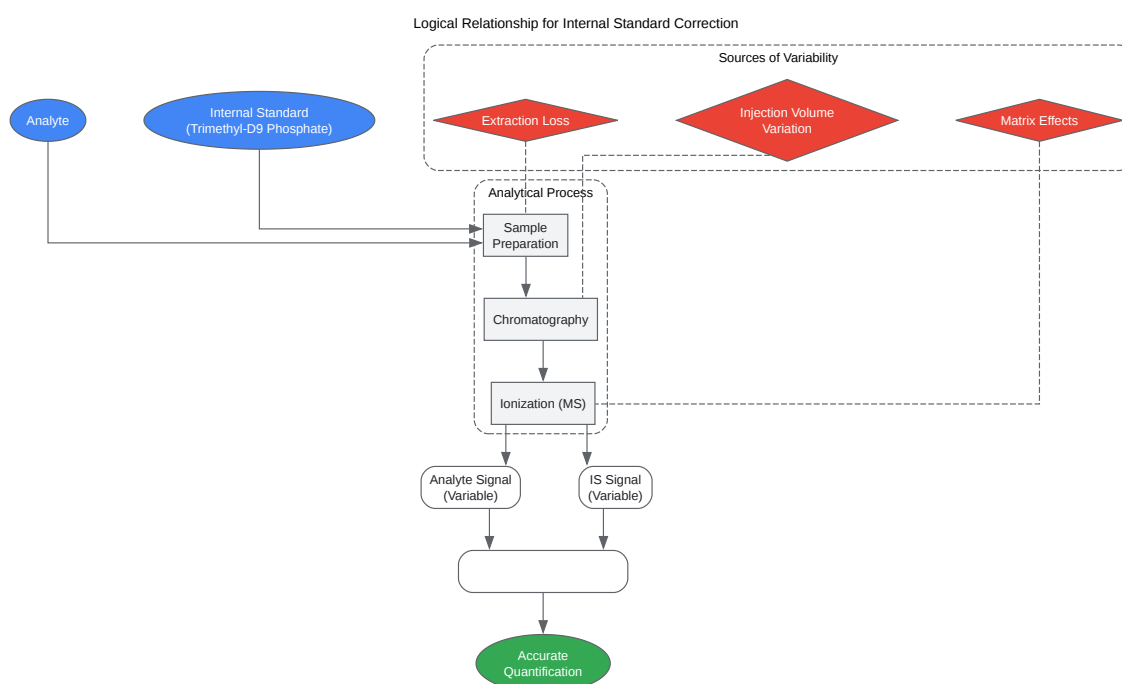 Logical Relationship for Internal Standard Correction
Sources of Variability
Analyte
Internal Standard
(Trimethyl-D9 Phosphate)
Extraction Loss
Injection Volume
Variation
Matrix Effects
Analytical Process
Sample
Preparation
Chromatography
Ionization (MS)
Analyte Signal
(Variable)
IS Signal
(Variable)
Accurate
Quantification